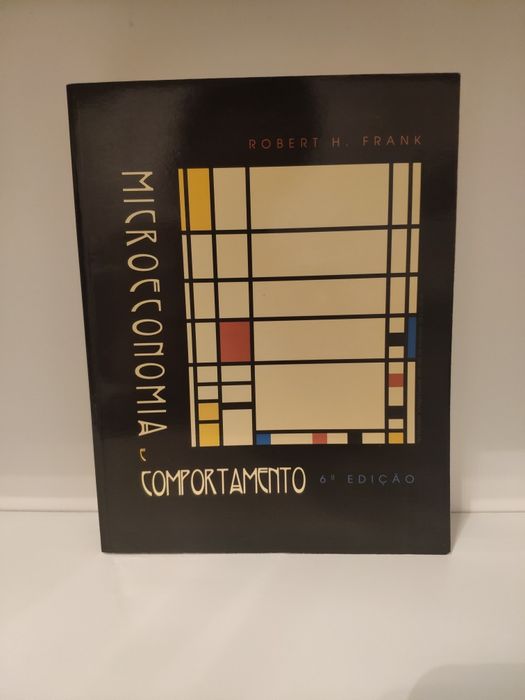 ROBERT H. FRANK
MICROECONOMIA
e
COMPORTAMENTO
6ª EDIÇÃO